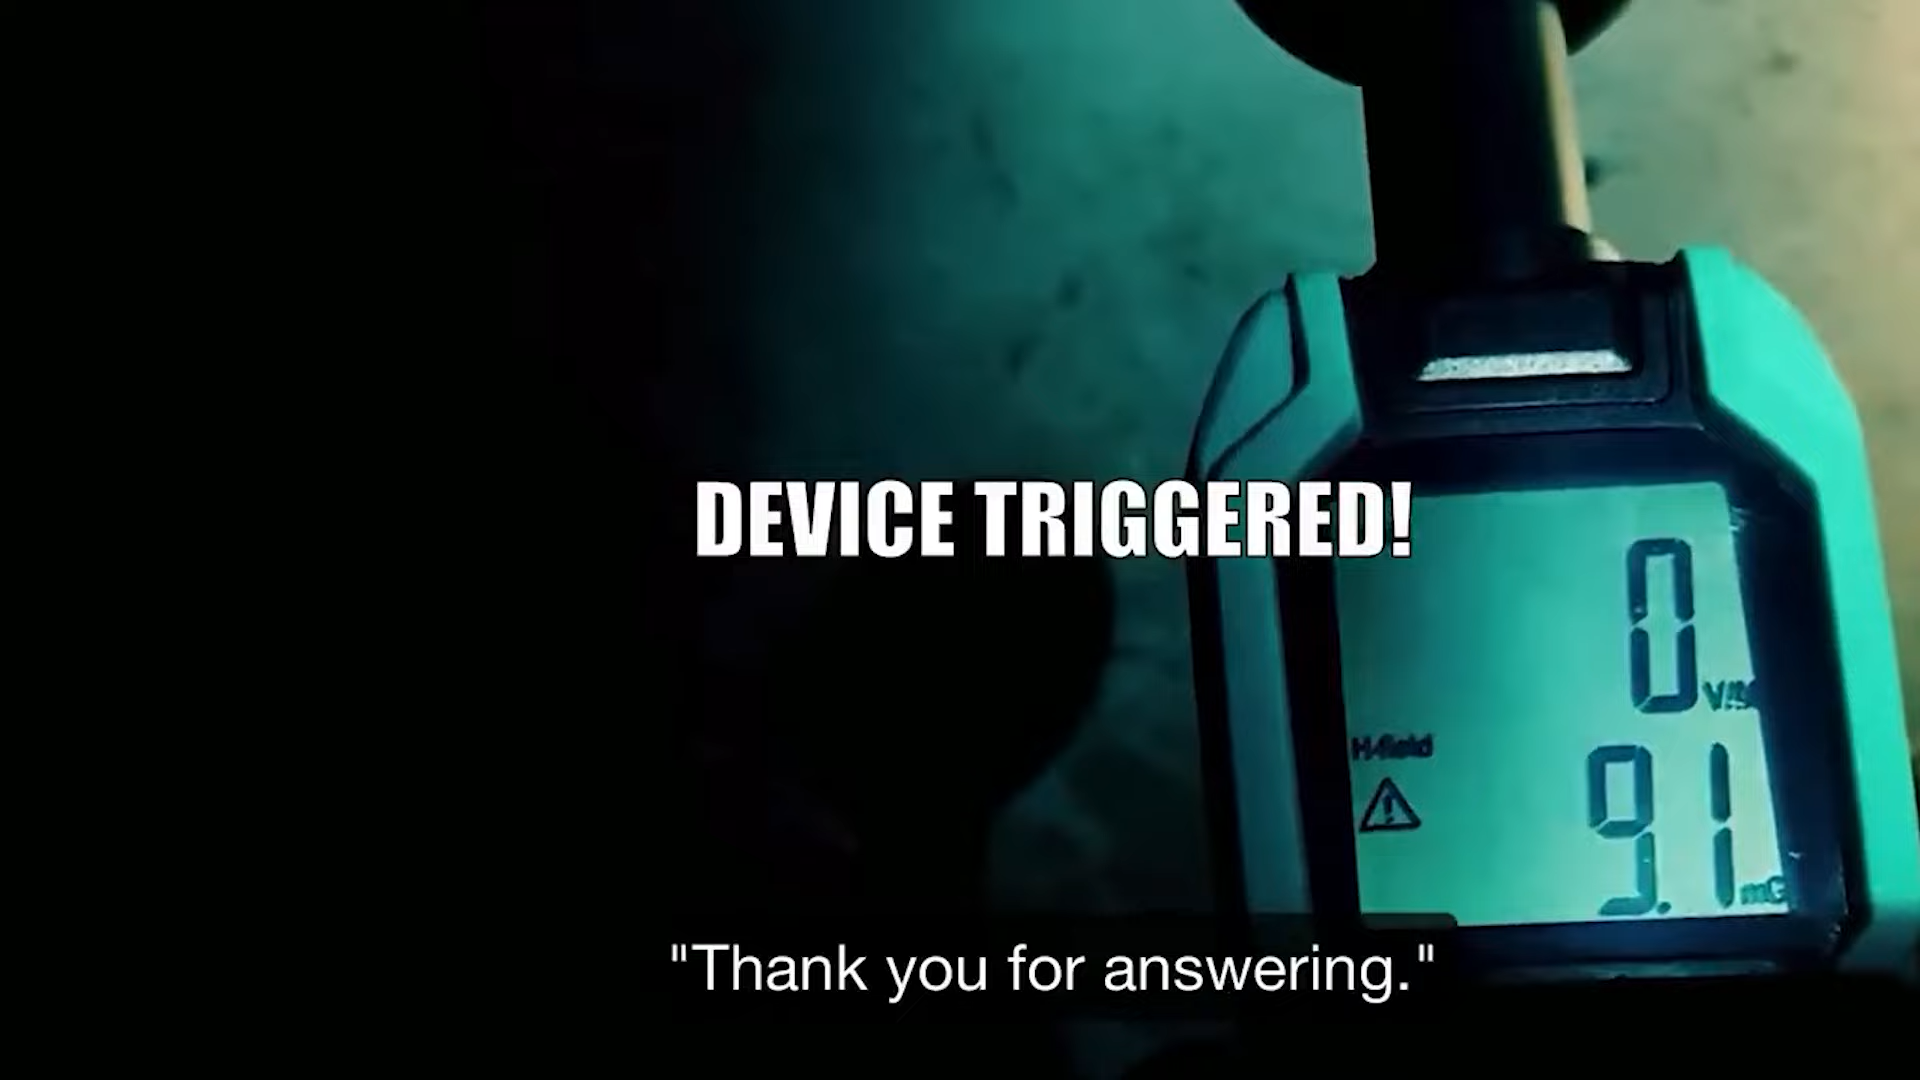 DEVICE TRIGGERED!
0
H-field
9.1 mG
"Thank you for answering."